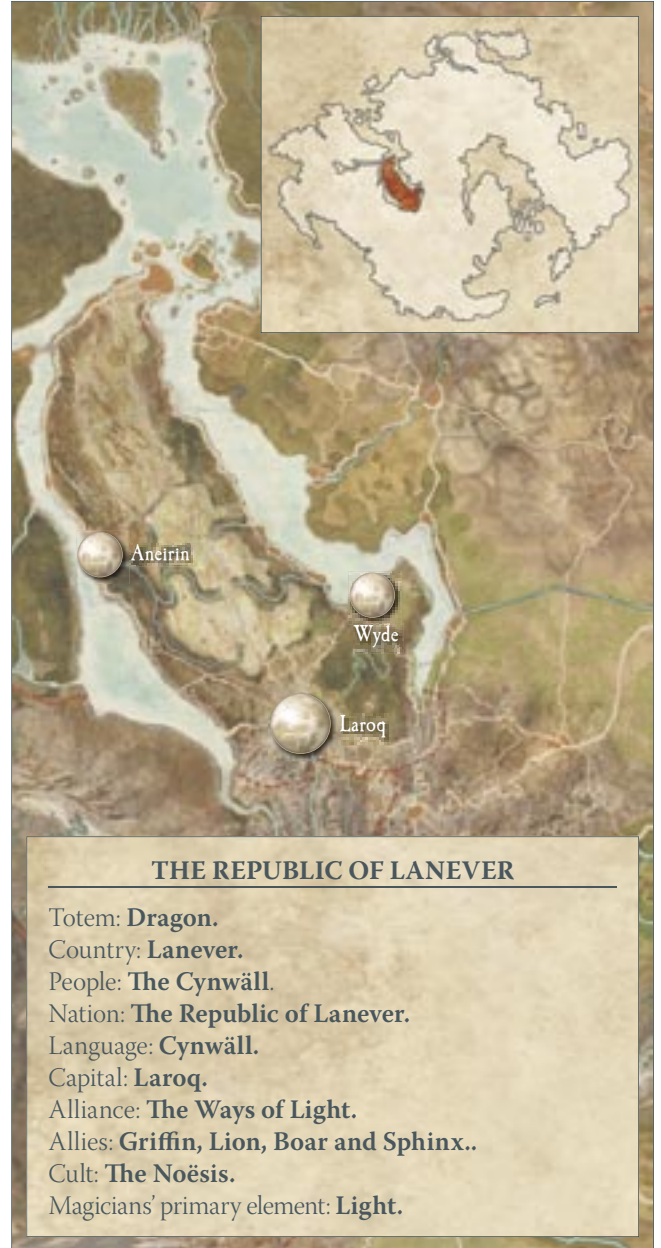 Aneirin
Wyde
Laroq
THE REPUBLIC OF LANEVER
Totem: Dragon.
Country: Lanever.
People: The Cynwäll.
Nation: The Republic of Lanever.
Language: Cynwäll.
Capital: Laroq.
Alliance: The Ways of Light.
Allies: Griffin, Lion, Boar and Sphinx..
Cult: The Noësis.
Magicians' primary element: Light.